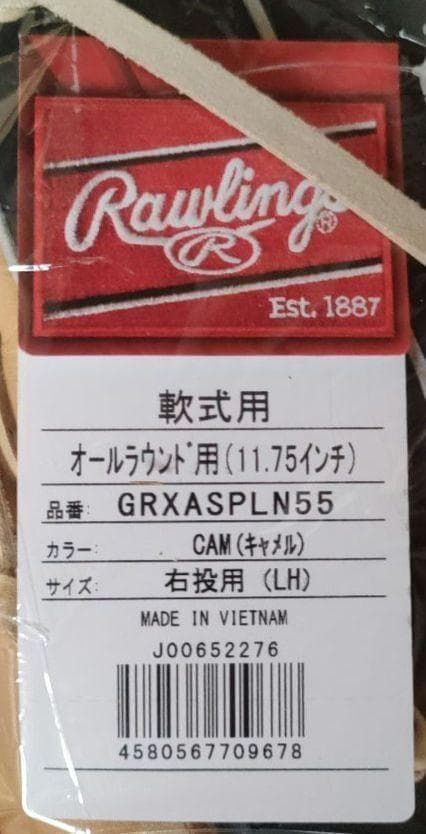 Rawlings
®
R
Est. 1887
軟式用
オールラウンド用(11.75インチ)
品番: GRXASPLN55
カラー: CAM(キャメル)
サイズ: 右投用 (LH)
MADE IN VIETNAM
J00652276
4580567709678